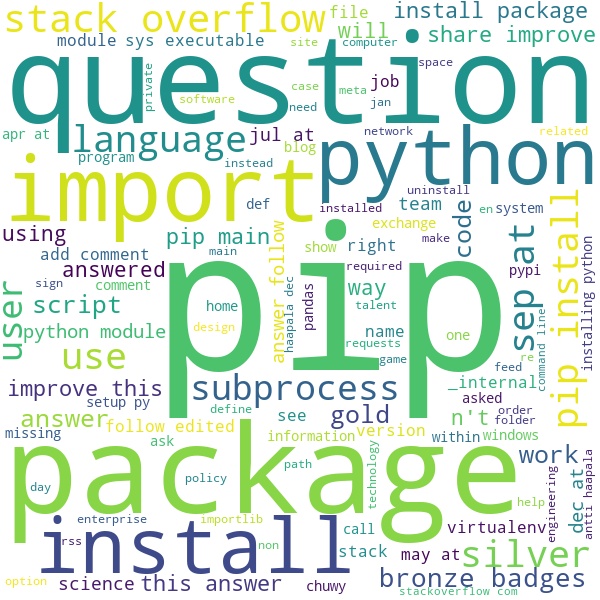 stack overflow
file
install package
module
sys executable
will
share improve
question
site
computer
space
private
software
case
meta
job
need
jan
apr at
language
jul at
network
related
import
python
program
blog
instead
uninstall
def
installed
team
code
en
system
using
pip main
exchange
make
add comment
answer follow
show
right
main
answered
required
pypi
sep at
pip install
installing python
user
sign
comment
pip
haapala dec
pandas
way
script
home
talent
name
one
command line
python module
design
requests
game
feed
re
use
improve this
subprocess
_internal
asked
setup py
define
see
gold
n't
order
folder
answer
missing
follow edited
information
version
within
windows
ask
work
package
path
technology
day
policy
help
engineering
dec at
antti haapala
install
enterprise
importlib
call
virtualenv
rss
non
stack
may at
silver
option
science
this answer
chuwy
bronze badges
stackoverflow com